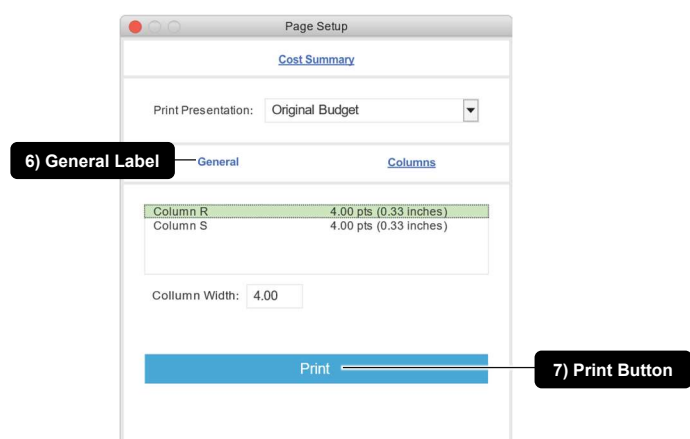 Page Setup
Cost Summary
Print Presentation: Original Budget
6) General Label General Columns
Column R 4.00 pts (0.33 inches)
Column S 4.00 pts (0.33 inches)
Collumn Width: 4.00
Print 7) Print Button